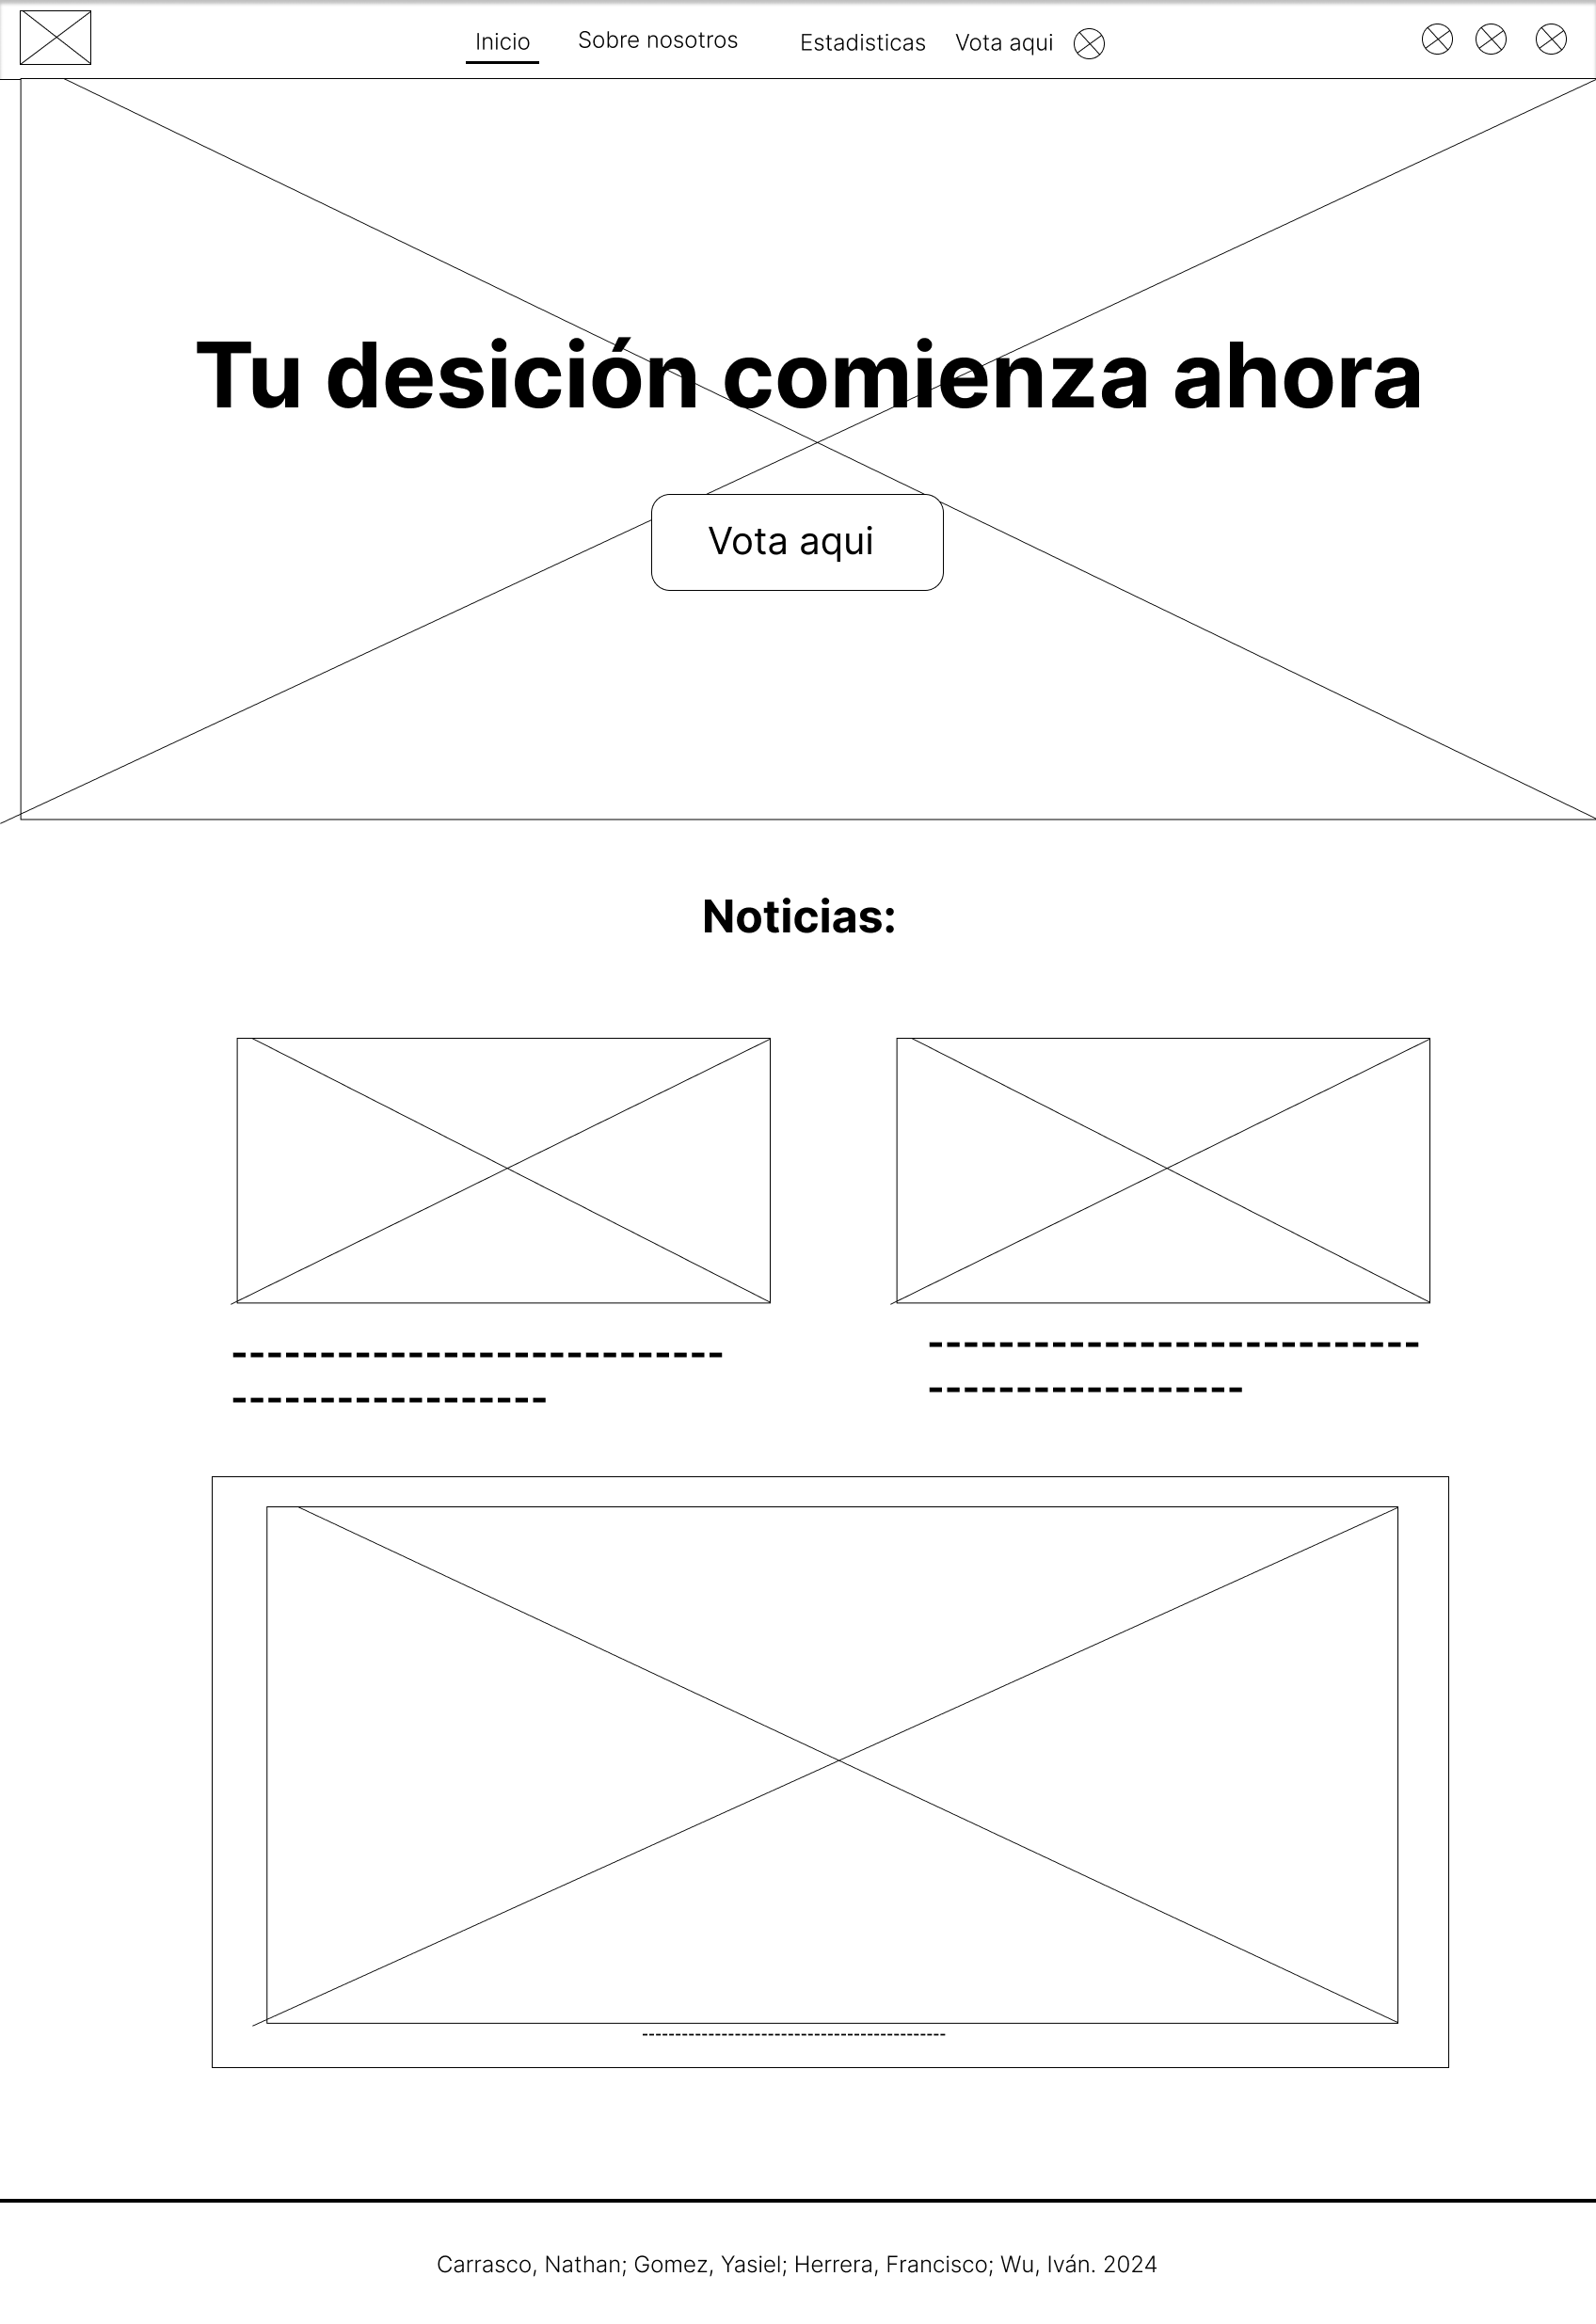 Inicio Sobre nosotros Estadisticas Vota aqui
Tu desición comienza ahora
Vota aqui
Noticias:
----------------------------
------------------
----------------------------
------------------
----------------------------------------------
Carrasco, Nathan; Gomez, Yasiel; Herrera, Francisco; Wu, Iván. 2024